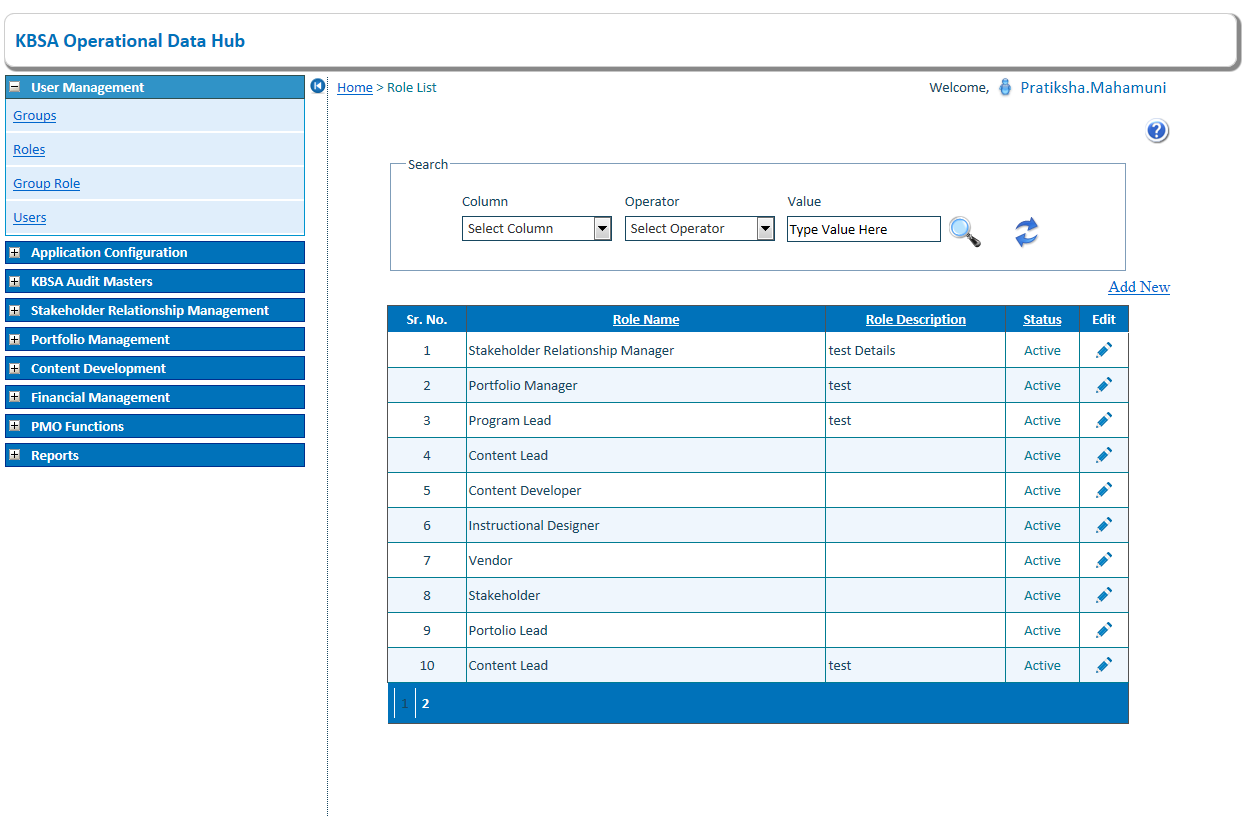 KBSA Operational Data Hub
User Management
Groups
Roles
Group Role
Users
Application Configuration
KBSA Audit Masters
Stakeholder Relationship Management
Portfolio Management
Content Development
Financial Management
PMO Functions
Reports
Home > Role List
Welcome, Pratiksha.Mahamuni
Search
Column Operator Value
Select Column Select Operator Type Value Here
Add New
Sr. No. Role Name Role Description Status Edit
1 Stakeholder Relationship Manager test Details Active
2 Portfolio Manager test Active
3 Program Lead test Active
4 Content Lead Active
5 Content Developer Active
6 Instructional Designer Active
7 Vendor Active
8 Stakeholder Active
9 Portolio Lead Active
10 Content Lead test Active
1 2